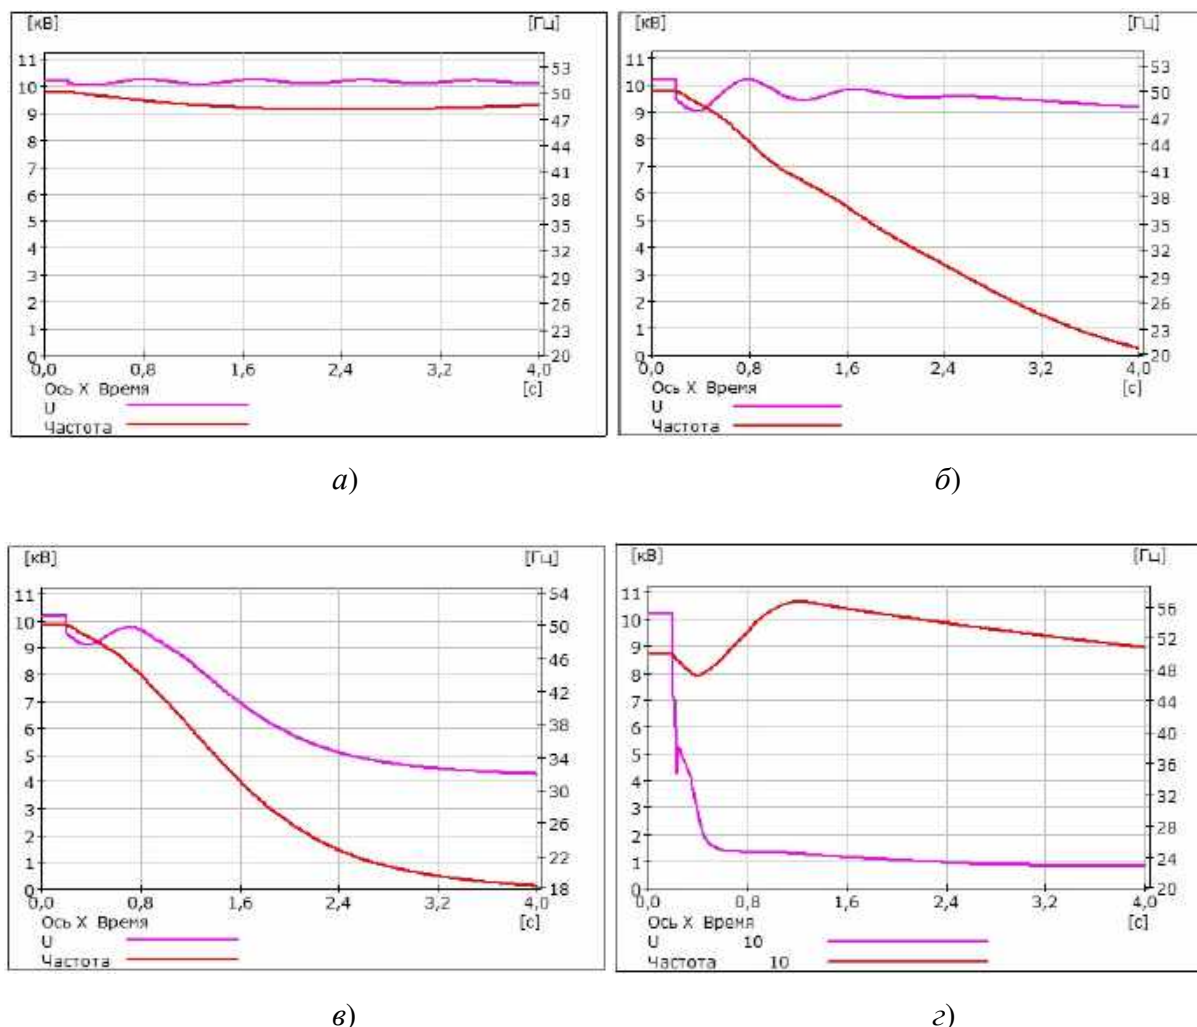 [кВ] [Гц]
11 53
10 50
9 47
8 44
7 41
6 38
5 35
4 32
3 29
2 26
1 23
0 20
0,0 0,8 1,6 2,4 3,2 4,0
Ось X Время [с]
U
Частота
а)
[кВ] [Гц]
11 53
10 50
9 47
8 44
7 41
6 38
5 35
4 32
3 29
2 26
1 23
0 20
0,0 0,8 1,6 2,4 3,2 4,0
Ось X Время [с]
U
Частота
б)
[кВ] [Гц]
11 54
10 50
9 46
8 42
7 38
6 34
5 30
4 26
3 22
2 18
1
0
0,0 0,8 1,6 2,4 3,2 4,0
Ось X Время [с]
U
Частота
в)
[кВ] [Гц]
11 56
10 52
9 48
8 44
7 40
6 36
5 32
4 28
3 24
2 20
1
0
0,0 0,8 1,6 2,4 3,2 4,0
Ось X Время [с]
U 10
Частота 10
г)